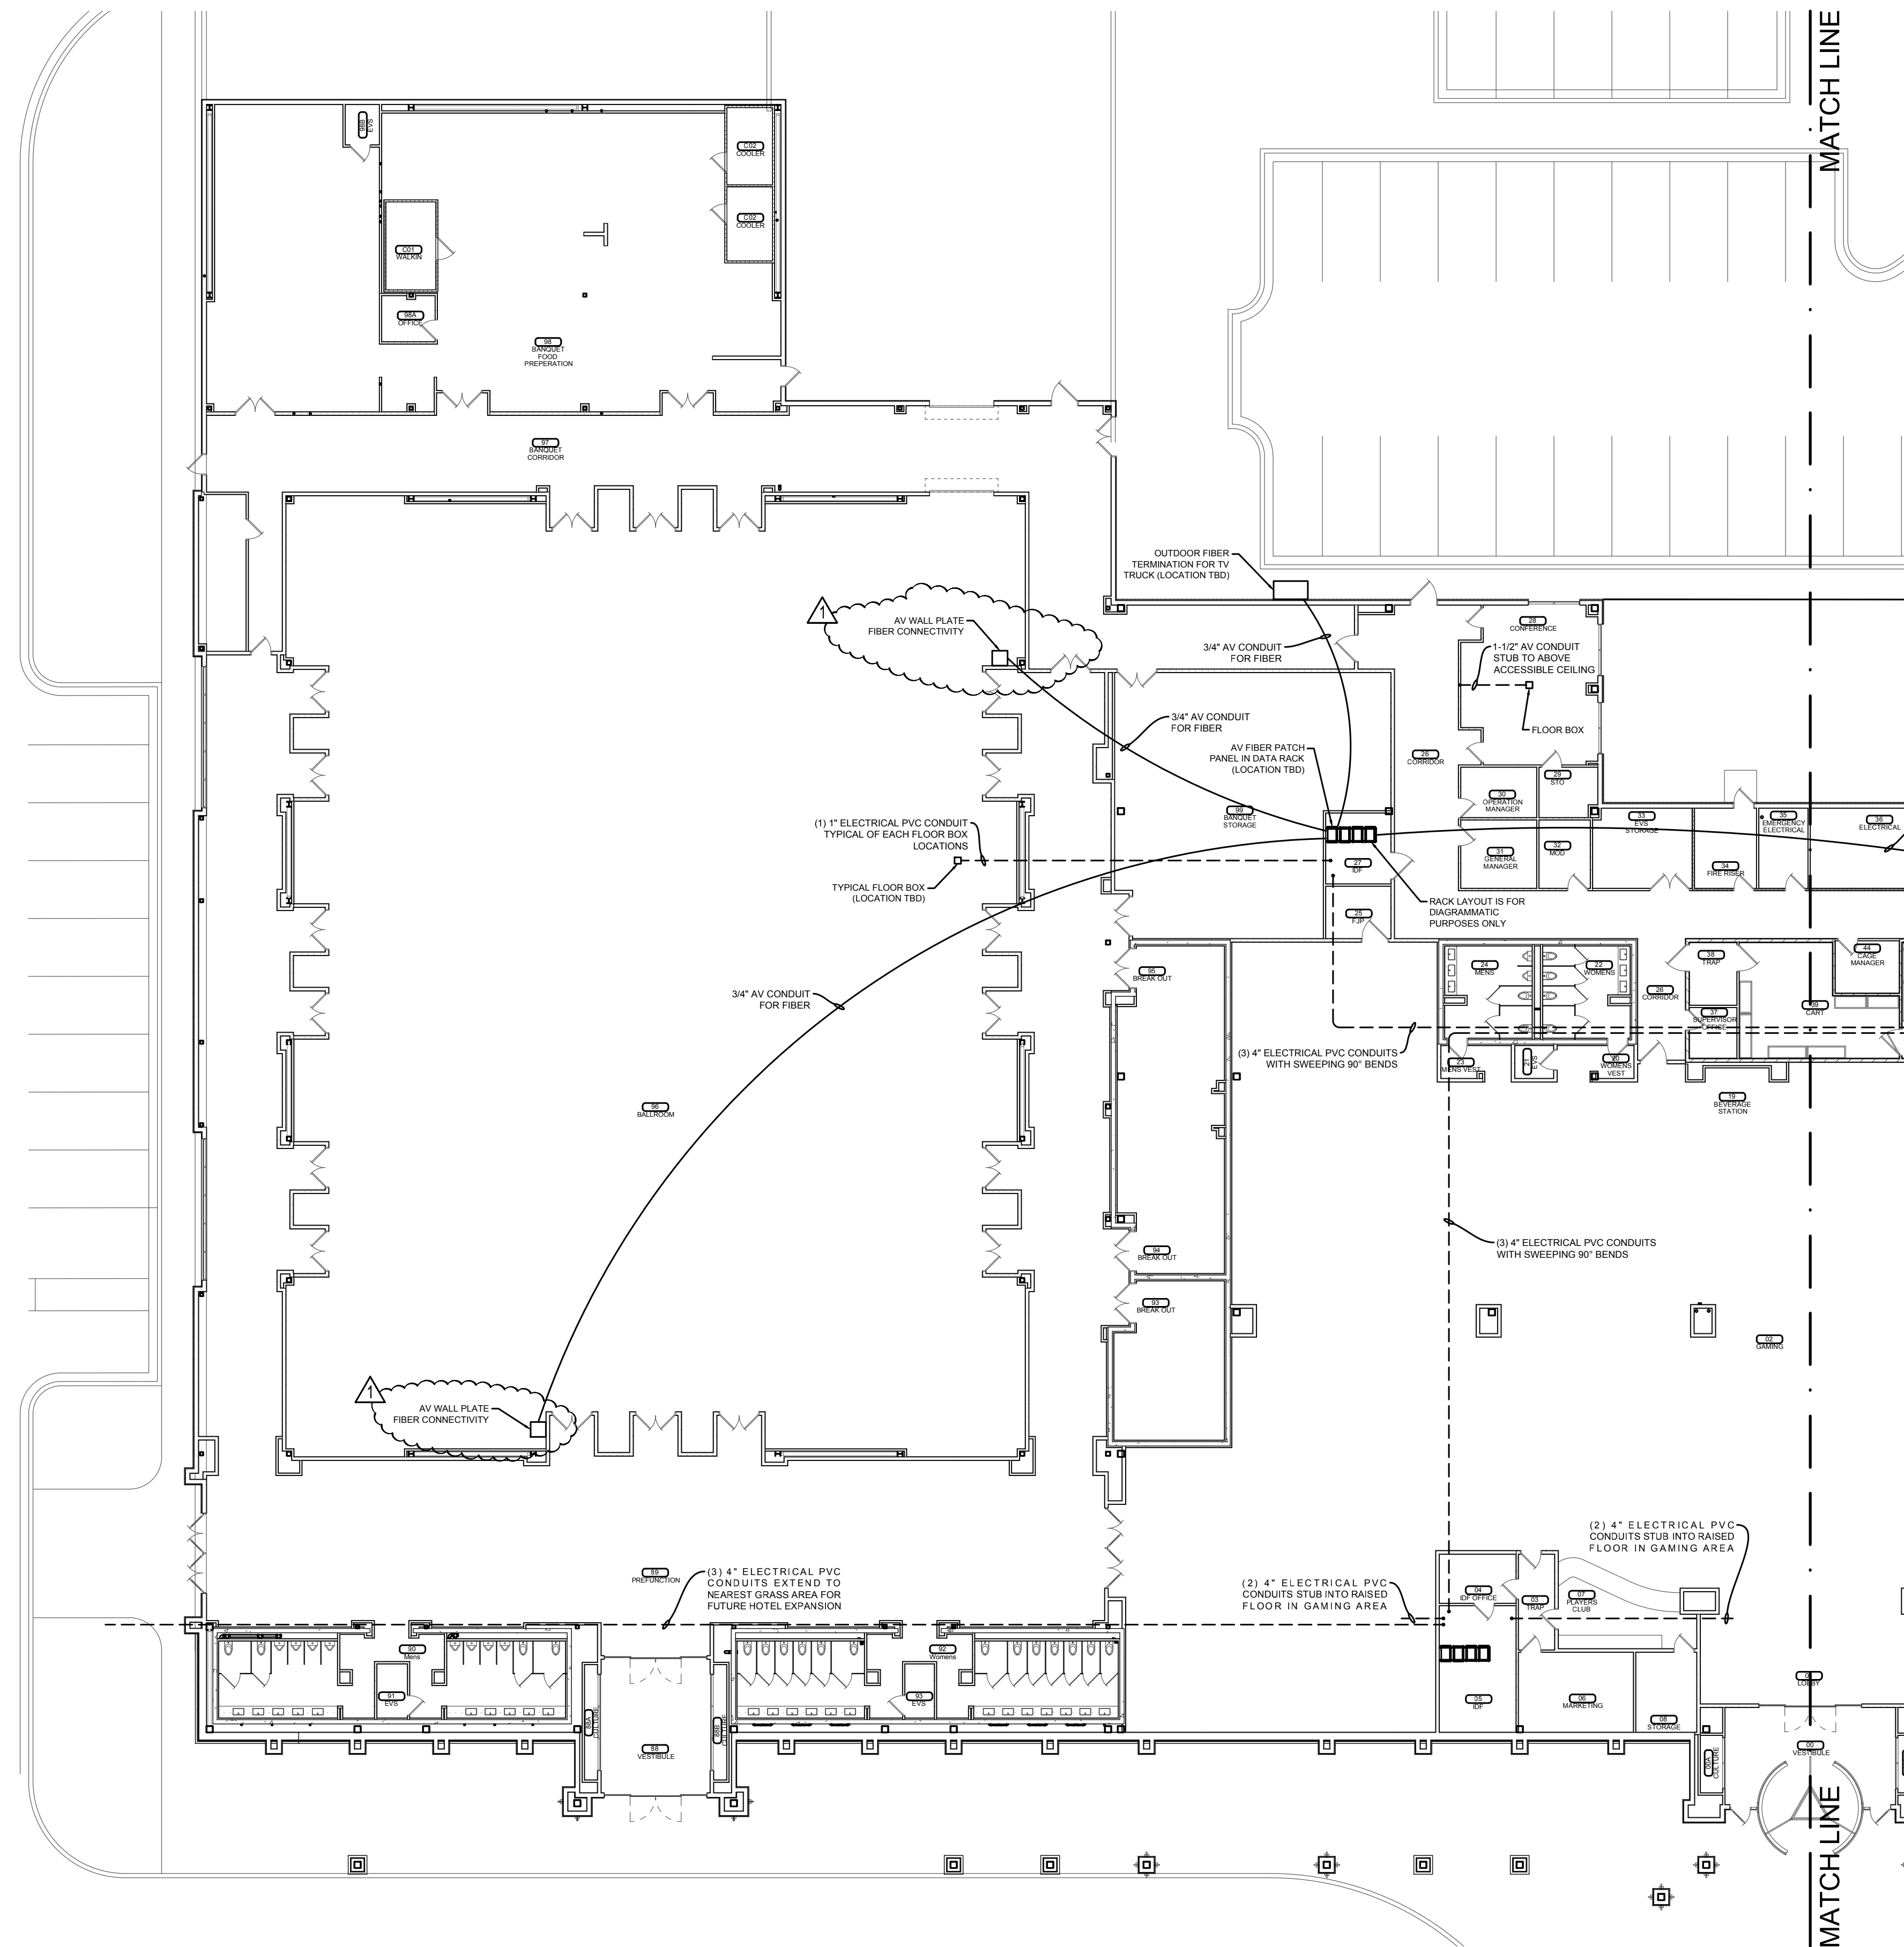 MATCH LINE
98B
EVS
C02
COOLER
C02
COOLER
C01
WALKIN
98A
OFFICE
98
BANQUET
FOOD
PREPERATION
97
BANQUET
CORRIDOR
OUTDOOR FIBER
TERMINATION FOR TV
TRUCK (LOCATION TBD)
1
AV WALL PLATE
FIBER CONNECTIVITY
3/4" AV CONDUIT
FOR FIBER
28
CONFERENCE
1-1/2" AV CONDUIT
STUB TO ABOVE
ACCESSIBLE CEILING
FLOOR BOX
3/4" AV CONDUIT
FOR FIBER
AV FIBER PATCH
PANEL IN DATA RACK
(LOCATION TBD)
26
CORRIDOR
29
STO
30
OPERATION
MANAGER
99
BANQUET
STORAGE
33
EVS
STORAGE
35
EMERGENCY
ELECTRICAL
36
ELECTRICAL
(1) 1" ELECTRICAL PVC CONDUIT
TYPICAL OF EACH FLOOR BOX
LOCATIONS
31
GENERAL
MANAGER
32
MOD
27
IDF
34
FIRE RISER
TYPICAL FLOOR BOX
(LOCATION TBD)
RACK LAYOUT IS FOR
DIAGRAMMATIC
PURPOSES ONLY
25
FJP
44
CAGE
MANAGER
38
TRAP
24
MENS
22
WOMENS
95
BREAK OUT
26
CORRIDOR
3/4" AV CONDUIT
FOR FIBER
39
CART
37
SUPERVISOR
OFFICE
(3) 4" ELECTRICAL PVC CONDUITS
WITH SWEEPING 90° BENDS
23
MENS VEST
21
EVS
20
WOMENS
VEST
19
BEVERAGE
STATION
96
BALLROOM
(3) 4" ELECTRICAL PVC CONDUITS
WITH SWEEPING 90° BENDS
94
BREAK OUT
93
BREAK OUT
02
GAMING
1
AV WALL PLATE
FIBER CONNECTIVITY
(2) 4" ELECTRICAL PVC
CONDUITS STUB INTO RAISED
FLOOR IN GAMING AREA
89
PREFUNCTION
(3) 4" ELECTRICAL PVC
CONDUITS EXTEND TO
NEAREST GRASS AREA FOR
FUTURE HOTEL EXPANSION
(2) 4" ELECTRICAL PVC
CONDUITS STUB INTO RAISED
FLOOR IN GAMING AREA
04
IDF OFFICE
03
TRAP
07
PLAYERS
CLUB
90
Mens
92
Womens
91
EVS
93
EVS
88A
CULTURE
88B
CULTURE
05
IDF
06
MARKETING
08
STORAGE
LOBBY
88
VESTIBULE
00
VESTIBULE
00A
CULTURE
MATCH LINE